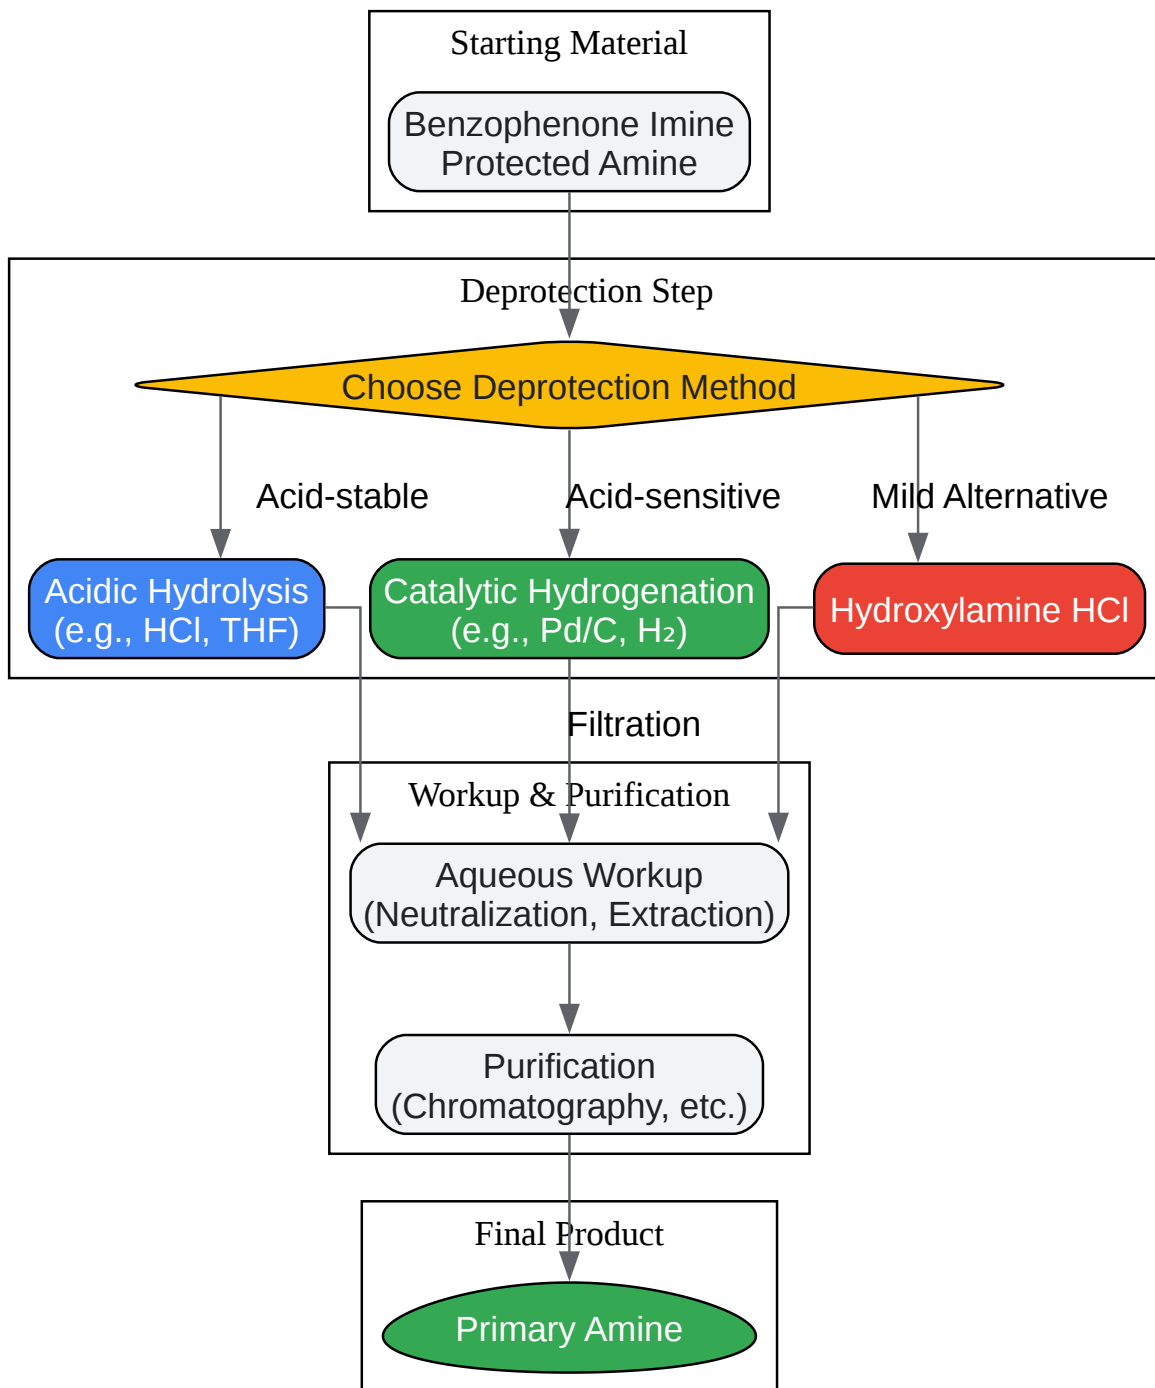 Starting Material
Benzophenone Imine
Protected Amine
Deprotection Step
Choose Deprotection Method
Acid-stable
Acid-sensitive
Mild Alternative
Acidic Hydrolysis
(e.g., HCl, THF)
Catalytic Hydrogenation
(e.g., Pd/C, H₂)
Hydroxylamine HCl
Filtration
Workup & Purification
Aqueous Workup
(Neutralization, Extraction)
Purification
(Chromatography, etc.)
Final Product
Primary Amine